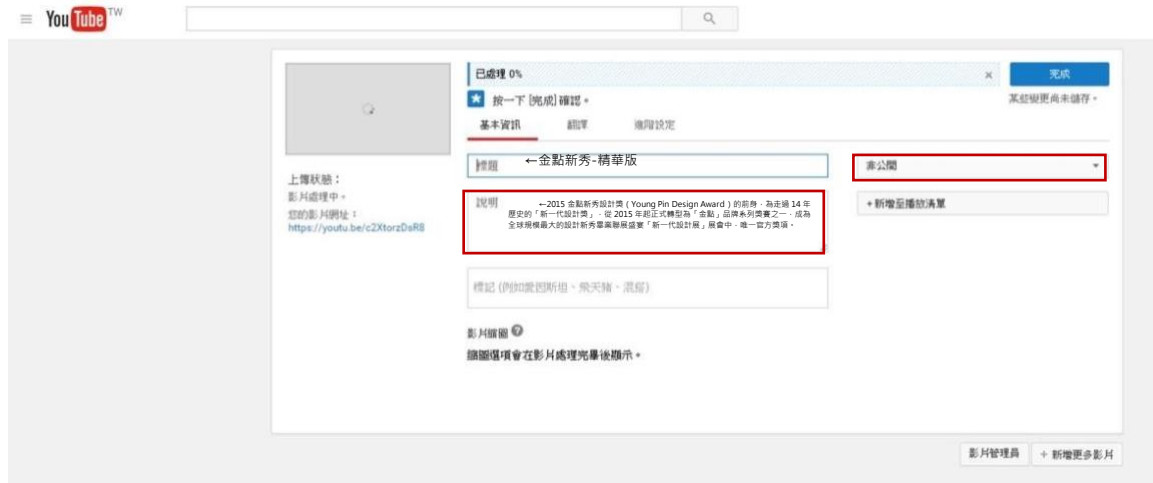 YouTube TW
已處理 0%
×
完成
按一下 [完成] 確認。
某些變更尚未儲存。
基本資訊
翻譯
進階設定
標題
←金點新秀-精華版
非公開
上傳狀態：
影片處理中。
您的影片網址：
https://youtu.be/c2XtorzDsR8
說明
←2015 金點新秀設計獎（Young Pin Design Award）的前身，為走過 14 年
歷史的「新一代設計獎」，從 2015 年起正式轉型為「金點」品牌系列獎賽之一，成為
全球規模最大的設計新秀畢業聯展盛宴「新一代設計展」展會中，唯一官方獎項。
+ 新增至播放清單
標記 (例如愛因斯坦、飛天豬、混搭)
影片縮圖 ?
縮圖選項會在影片處理完畢後顯示。
影片管理員
+ 新增更多影片